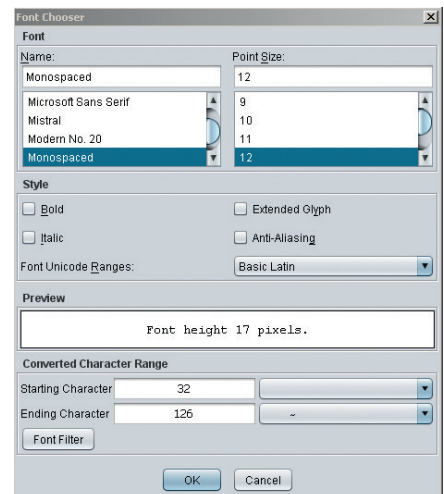 Font Chooser
Font
Name: Point Size:
Monospaced 12
Microsoft Sans Serif 9
Mistral 10
Modern No. 20 11
Monospaced 12
Style
Bold Extended Glyph
Italic Anti-Aliasing
Font Unicode Ranges: Basic Latin
Preview
Font height 17 pixels.
Converted Character Range
Starting Character 32
Ending Character 126 ~
Font Filter
OK Cancel